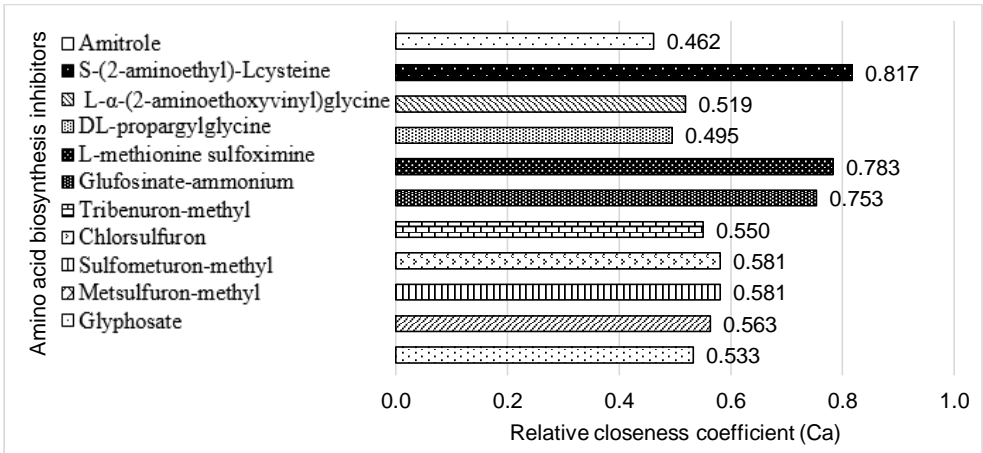 Amino acid biosynthesis inhibitors
Amitrole
S-(2-aminoethyl)-Lcysteine
L-α-(2-aminoethoxyvinyl)glycine
DL-propargylglycine
L-methionine sulfoximine
Glufosinate-ammonium
Tribenuron-methyl
Chlorsulfuron
Sulfometuron-methyl
Metsulfuron-methyl
Glyphosate
0.462
0.817
0.519
0.495
0.783
0.753
0.550
0.581
0.581
0.563
0.533
0.0 0.2 0.4 0.6 0.8 1.0
Relative closeness coefficient (Ca)